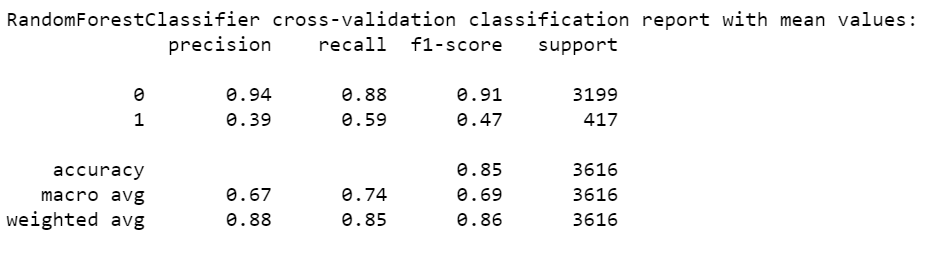 RandomForestClassifier cross-validation classification report with mean values:
precision recall f1-score support
0 0.94 0.88 0.91 3199
1 0.39 0.59 0.47 417
accuracy 0.85 3616
macro avg 0.67 0.74 0.69 3616
weighted avg 0.88 0.85 0.86 3616